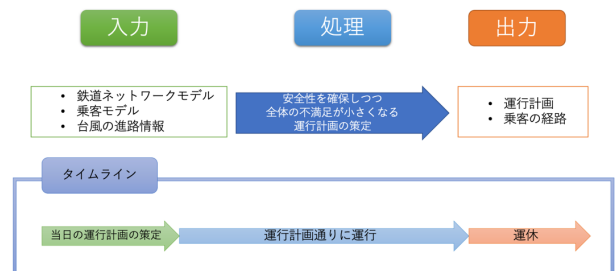 入力
処理
出力
• 鉄道ネットワークモデル
• 乗客モデル
• 台風の進路情報
安全性を確保しつつ
全体の不満足が小さくなる
運行計画の策定
• 運行計画
• 乗客の経路
タイムライン
当日の運行計画の策定
運行計画通りに運行
運休